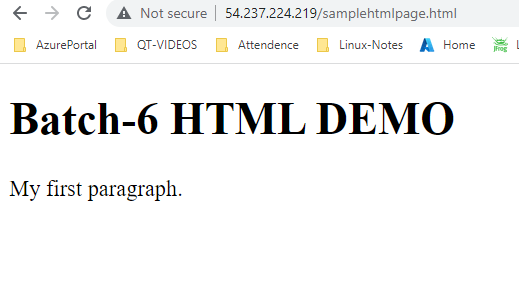 Not secure | 54.237.224.219/samplehtmlpage.html
AzurePortal QT-VIDEOS Attendence Linux-Notes Home jfrog L
Batch-6 HTML DEMO
My first paragraph.